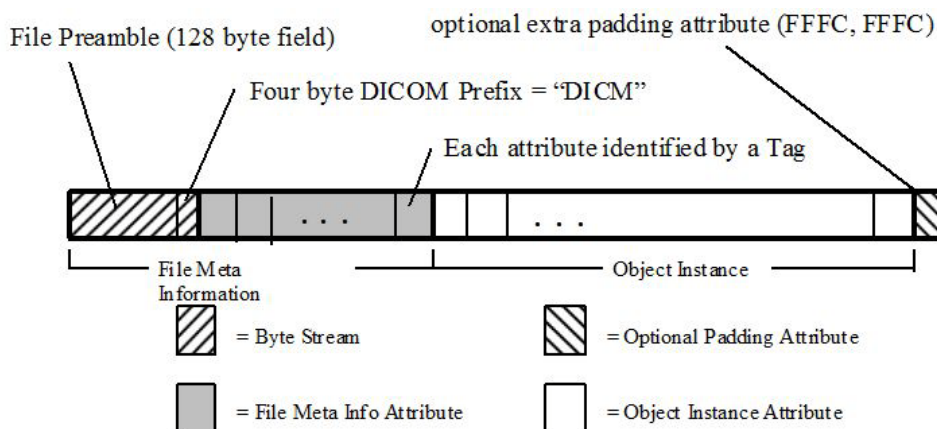 optional extra padding attribute (FFFC, FFFC)
File Preamble (128 byte field)
Four byte DICOM Prefix = “DICM”
Each attribute identified by a Tag
. . .
. . .
File Meta
Information
Object Instance
= Byte Stream
= Optional Padding Attribute
= File Meta Info Attribute
= Object Instance Attribute